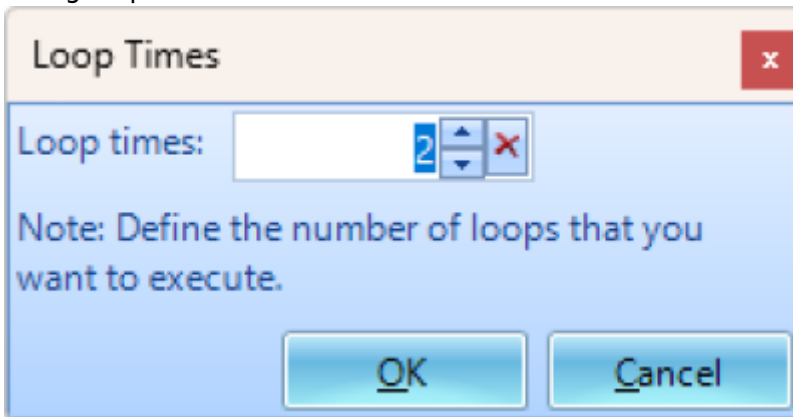 Loop Times
x
Loop times: 2
Note: Define the number of loops that you
want to execute.
OK Cancel